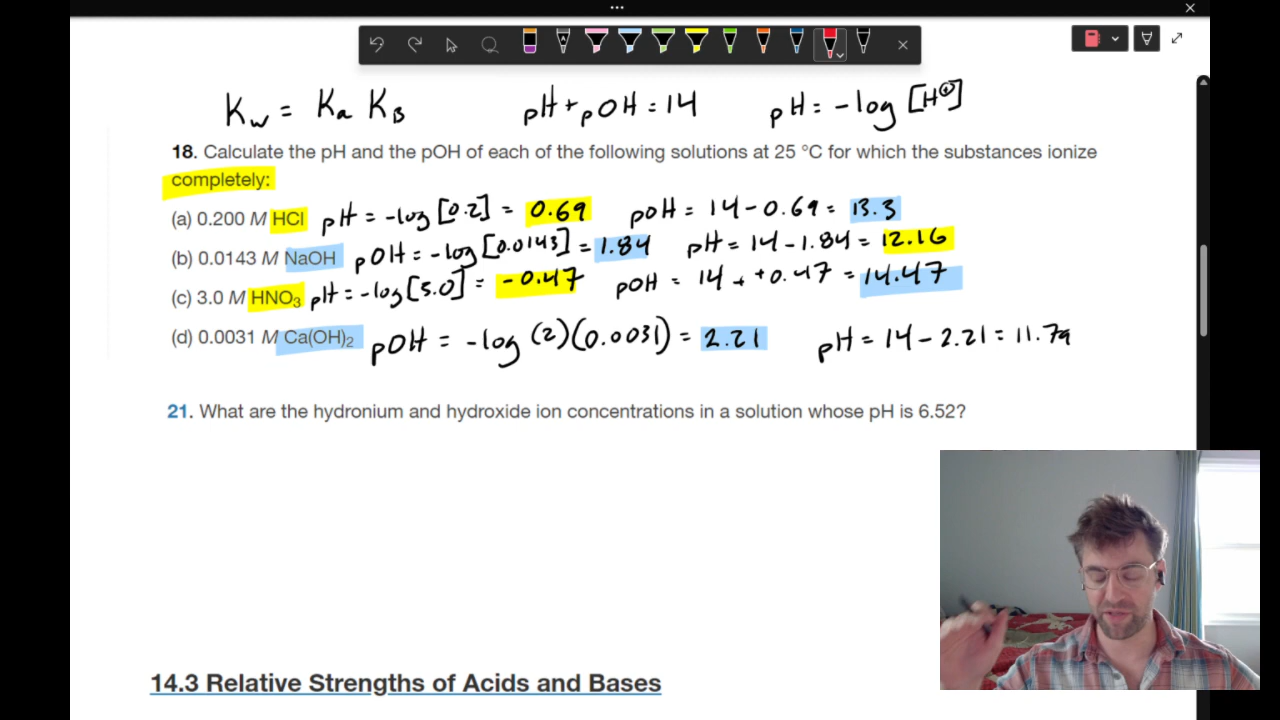 K_w = K_a K_B pH + pOH = 14 pH = -log [H⊕]
18. Calculate the pH and the pOH of each of the following solutions at 25 °C for which the substances ionize
completely:
(a) 0.200 M HCl pH = -log [0.2] = 0.69 pOH = 14 - 0.69 = 13.3
(b) 0.0143 M NaOH pOH = -log [0.0143] = 1.84 pH = 14 - 1.84 = 12.16
(c) 3.0 M HNO₃ pH = -log [3.0] = -0.47 pOH = 14 + +0.47 = 14.47
(d) 0.0031 M Ca(OH)₂ pOH = -log (2)(0.0031) = 2.21 pH = 14 - 2.21 = 11.79
21. What are the hydronium and hydroxide ion concentrations in a solution whose pH is 6.52?
14.3 Relative Strengths of Acids and Bases